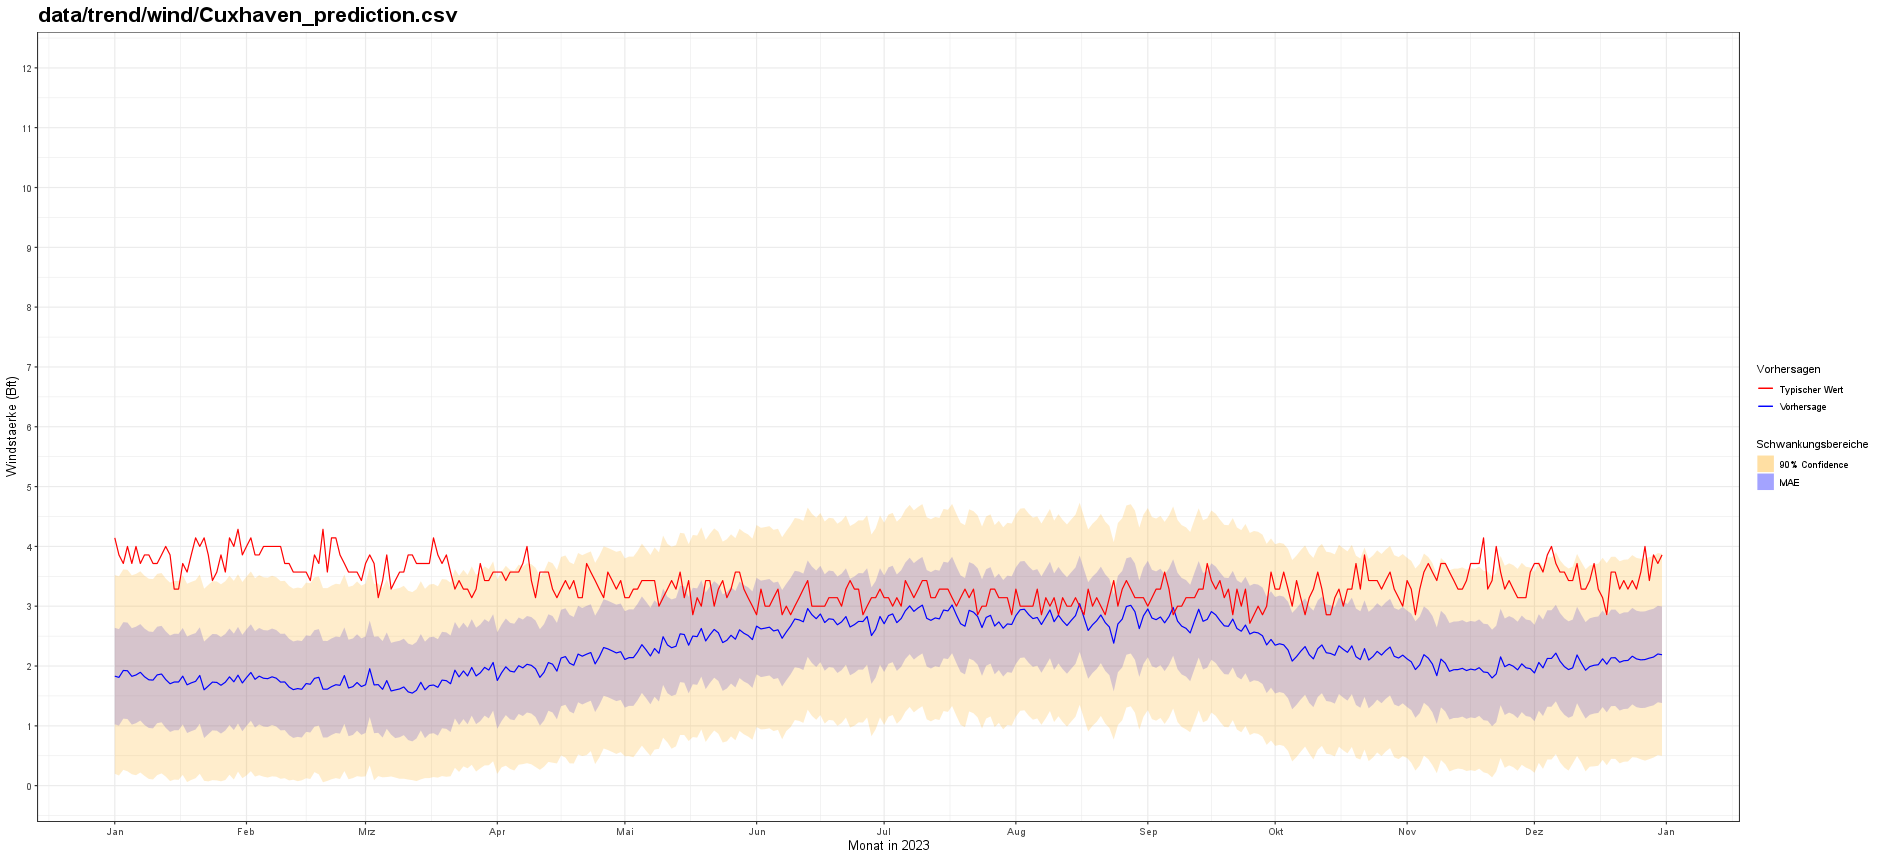 data/trend/wind/Cuxhaven_prediction.csv
12
11
10
9
8
7
6
5
4
3
2
1
0
Windstaerke (Bft)
Jan Feb Mrz Apr Mai Jun Jul Aug Sep Okt Nov Dez Jan
Monat in 2023
Vorhersagen
Typischer Wert
Vorhersage
Schwankungsbereiche
90% Confidence
MAE